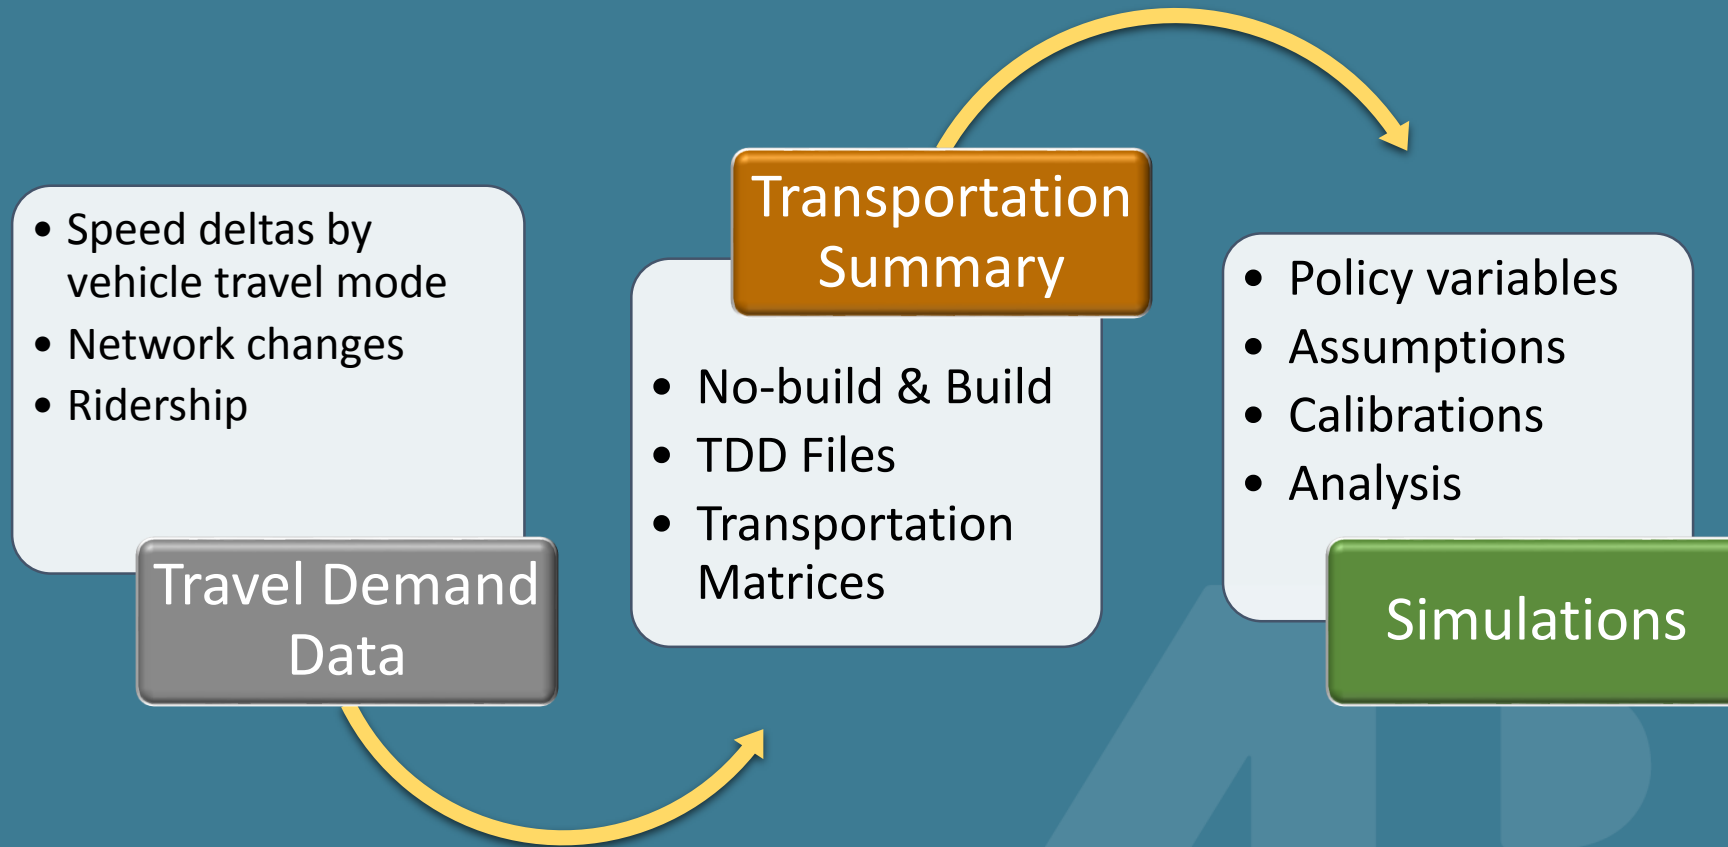 • Speed deltas by
vehicle travel mode
• Network changes
• Ridership
Travel Demand
Data
Transportation
Summary
• No-build & Build
• TDD Files
• Transportation
Matrices
• Policy variables
• Assumptions
• Calibrations
• Analysis
Simulations